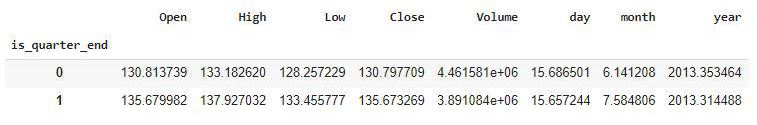 Open High Low Close Volume day month year
is_quarter_end
0 130.813739 133.182620 128.257229 130.797709 4.461581e+06 15.686501 6.141208 2013.353464
1 135.679982 137.927032 133.455777 135.673269 3.891084e+06 15.657244 7.584806 2013.314488